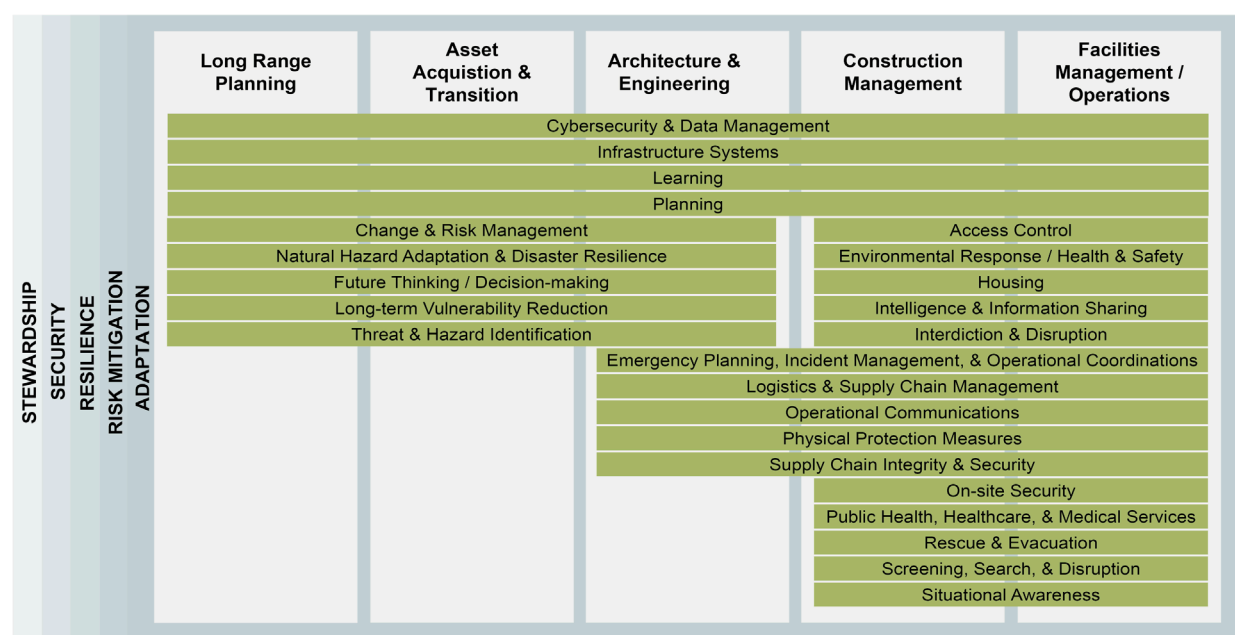 STEWARDSHIP
SECURITY
RESILIENCE
RISK MITIGATION
ADAPTATION
Long Range
Planning
Asset
Acquistion &
Transition
Architecture &
Engineering
Construction
Management
Facilities
Management /
Operations
Cybersecurity & Data Management
Infrastructure Systems
Learning
Planning
Change & Risk Management
Access Control
Natural Hazard Adaptation & Disaster Resilience
Environmental Response / Health & Safety
Future Thinking / Decision-making
Housing
Long-term Vulnerability Reduction
Intelligence & Information Sharing
Threat & Hazard Identification
Interdiction & Disruption
Emergency Planning, Incident Management, & Operational Coordinations
Logistics & Supply Chain Management
Operational Communications
Physical Protection Measures
Supply Chain Integrity & Security
On-site Security
Public Health, Healthcare, & Medical Services
Rescue & Evacuation
Screening, Search, & Disruption
Situational Awareness